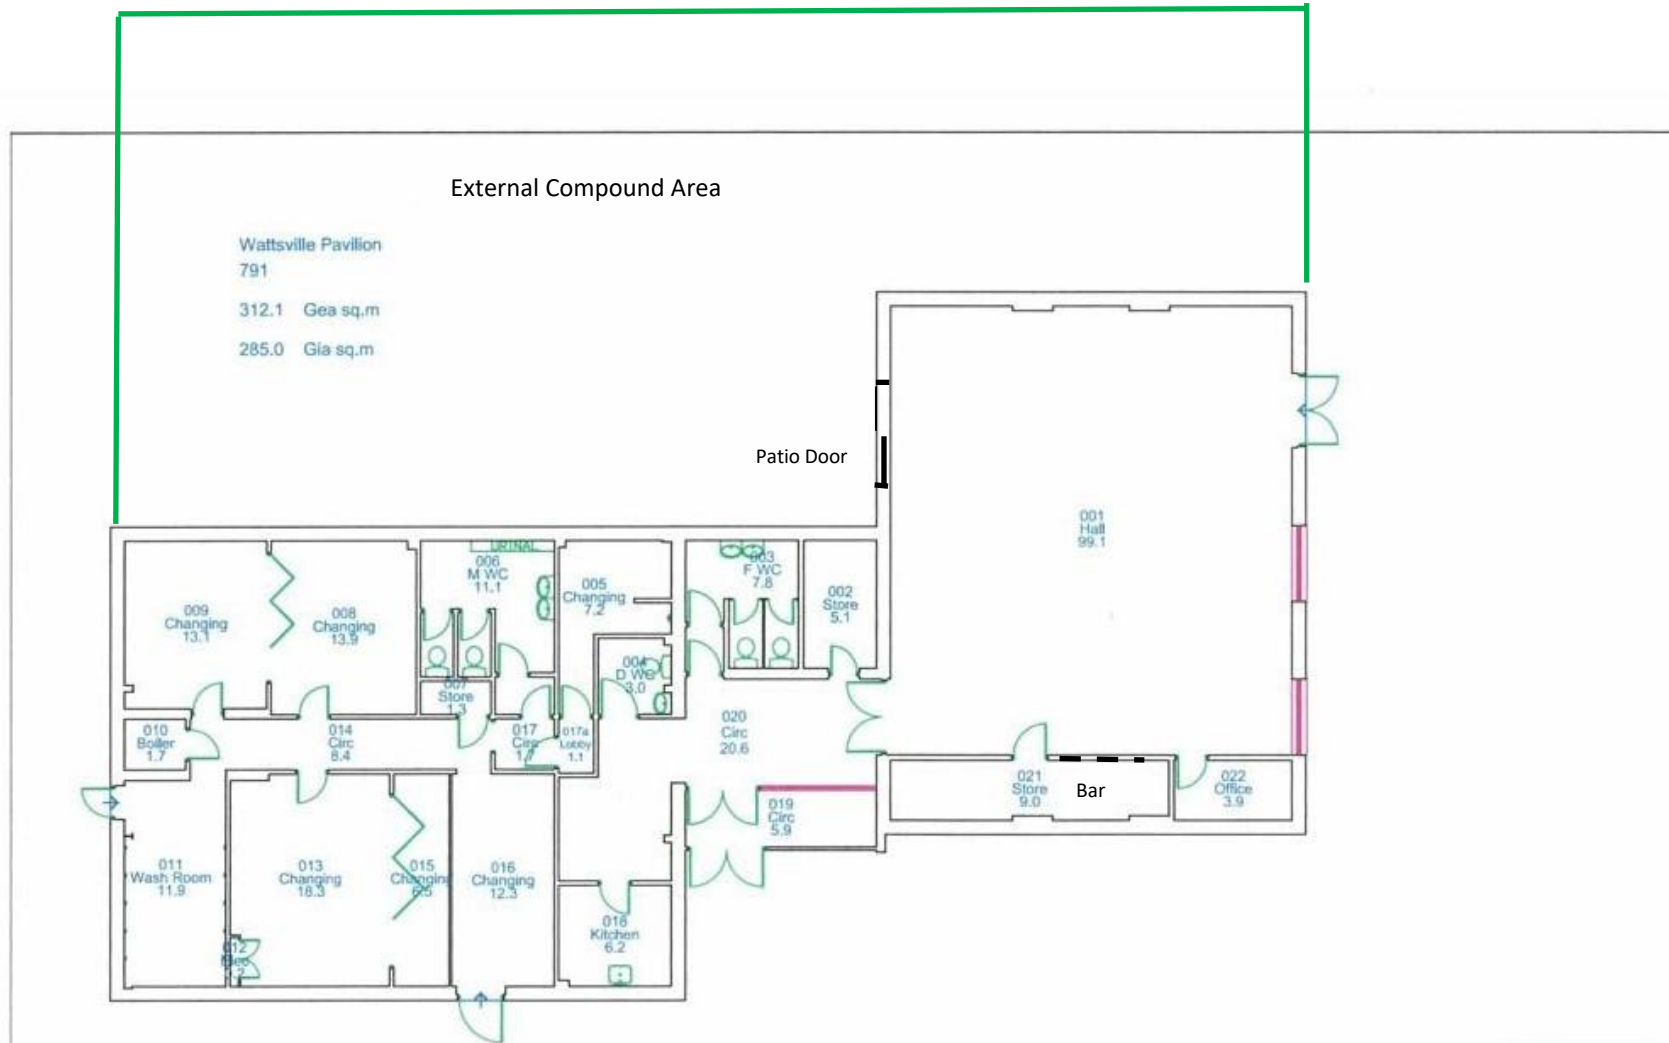 External Compound Area
Wattsville Pavilion
791
312.1 Gea sq.m
285.0 Gia sq.m
Patio Door
001
Hall
99.1
URINAL
006
M WC
11.1
005
Changing
7.2
003
F WC
7.8
002
Store
5.1
009
Changing
13.1
008
Changing
13.9
004
D WC
3.0
007
Store
1.3
010
Boiler
1.7
014
Circ
8.4
017
Circ
1.7
017a
Lobby
1.1
020
Circ
20.6
021
Store
9.0
Bar
022
Office
3.9
019
Circ
5.9
011
Wash Room
11.9
013
Changing
18.3
015
Changing
6.5
016
Changing
12.3
018
Kitchen
6.2
012